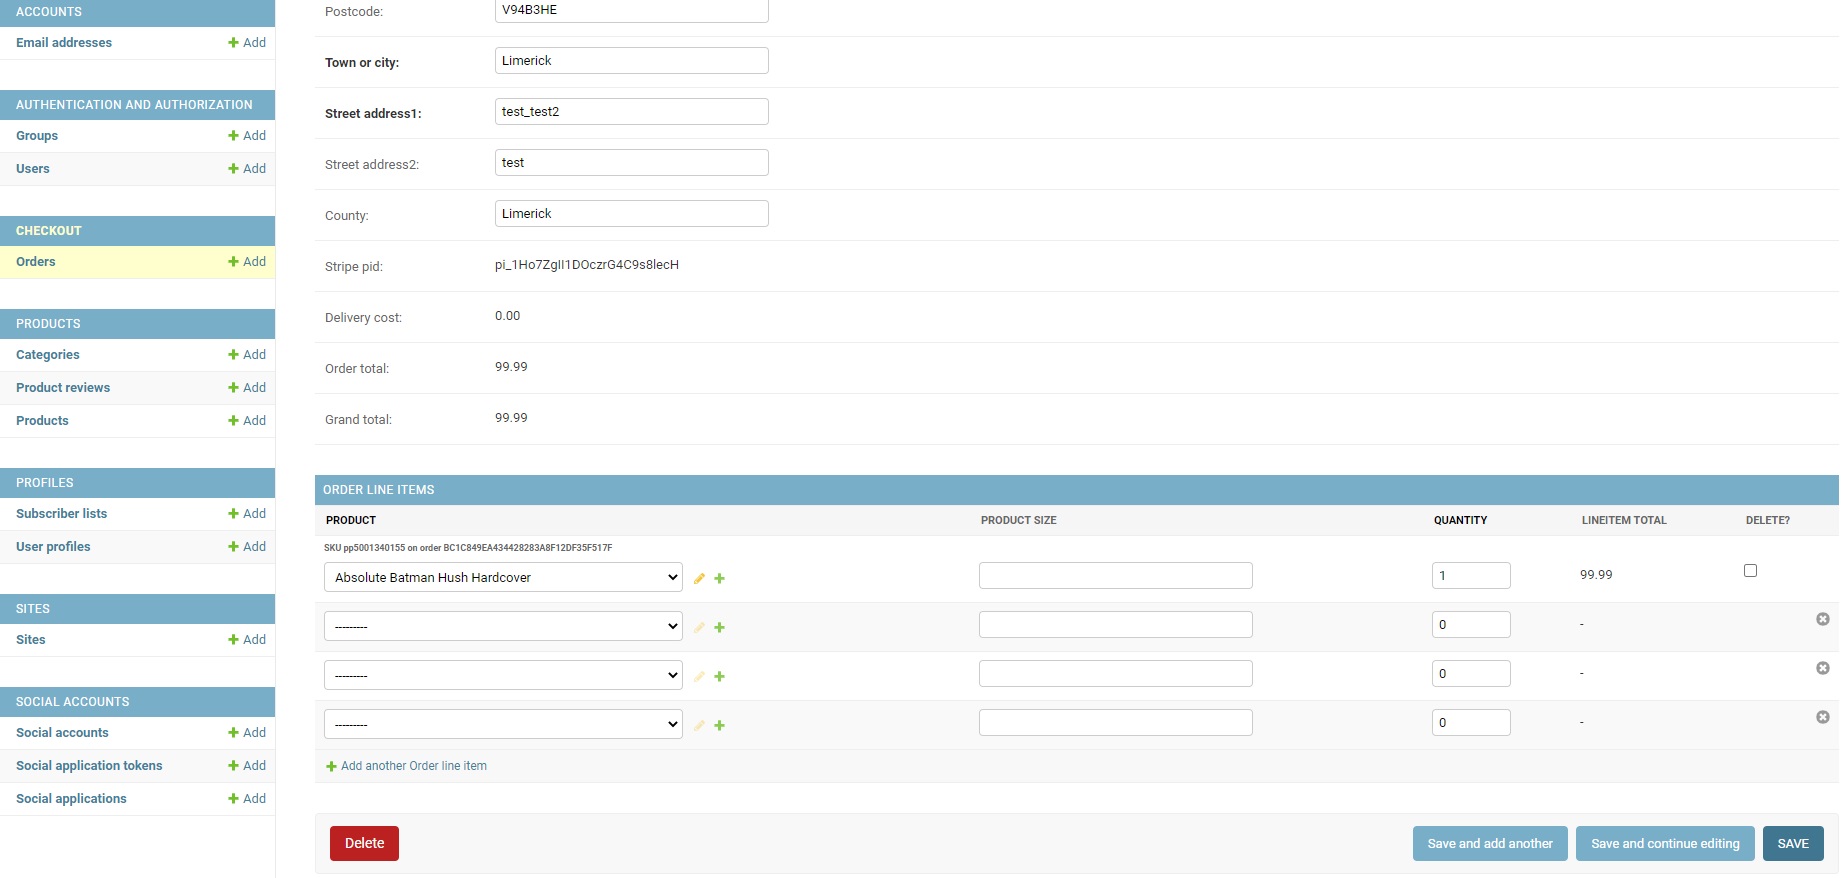 ACCOUNTS
Email addresses Add
AUTHENTICATION AND AUTHORIZATION
Groups Add
Users Add
CHECKOUT
Orders Add
PRODUCTS
Categories Add
Product reviews Add
Products Add
PROFILES
Subscriber lists Add
User profiles Add
SITES
Sites Add
SOCIAL ACCOUNTS
Social accounts Add
Social application tokens Add
Social applications Add
Postcode: V94B3HE
Town or city: Limerick
Street address1: test_test2
Street address2: test
County: Limerick
Stripe pid: pi_1Ho7ZgII1DOczrG4C9s8lecH
Delivery cost: 0.00
Order total: 99.99
Grand total: 99.99
ORDER LINE ITEMS
PRODUCT PRODUCT SIZE QUANTITY LINEITEM TOTAL DELETE?
SKU pp5001340155 on order BC1C849EA434428283A8F12DF35F517F
Absolute Batman Hush Hardcover 1 99.99
--------- 0 -
--------- 0 -
--------- 0 -
Add another Order line item
Delete Save and add another Save and continue editing SAVE